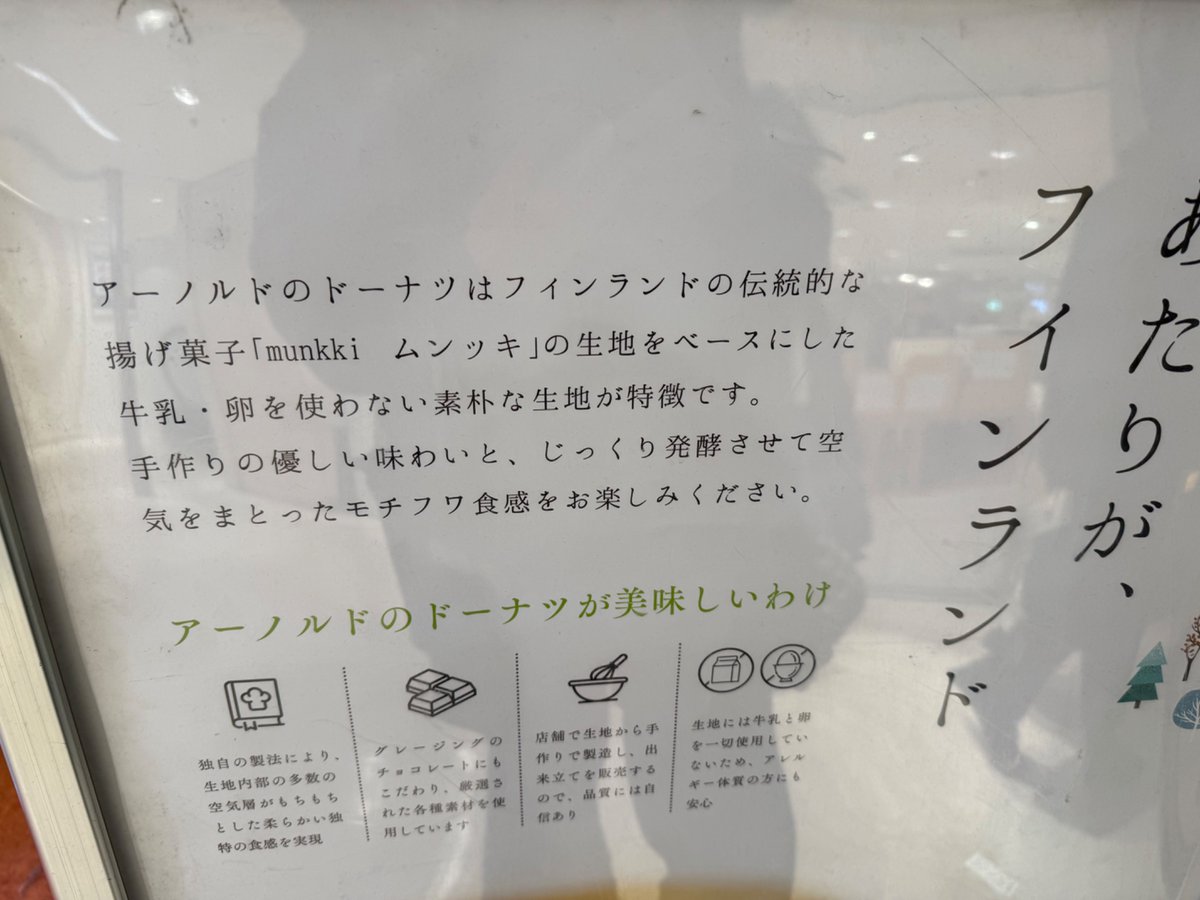 あたりが、
フィンランド
アーノルドのドーナツはフィンランドの伝統的な
揚げ菓子「munkki　ムンッキ」の生地をベースにした
牛乳・卵を使わない素朴な生地が特徴です。
手作りの優しい味わいと、じっくり発酵させて空
気をまとったモチフワ食感をお楽しみください。
アーノルドのドーナツが美味しいわけ
独自の製法により、
生地内部の多数の
空気層がもちもち
とした柔らかい独
特の食感を実現
グレージングの
チョコレートにも
こだわり、厳選さ
れた各種素材を使
用しています
店舗で生地から手
作りで製造し、出
来立てを販売する
ので、品質には自
信あり
生地には牛乳と卵
を一切使用してい
ないため、アレル
ギー体質の方にも
安心